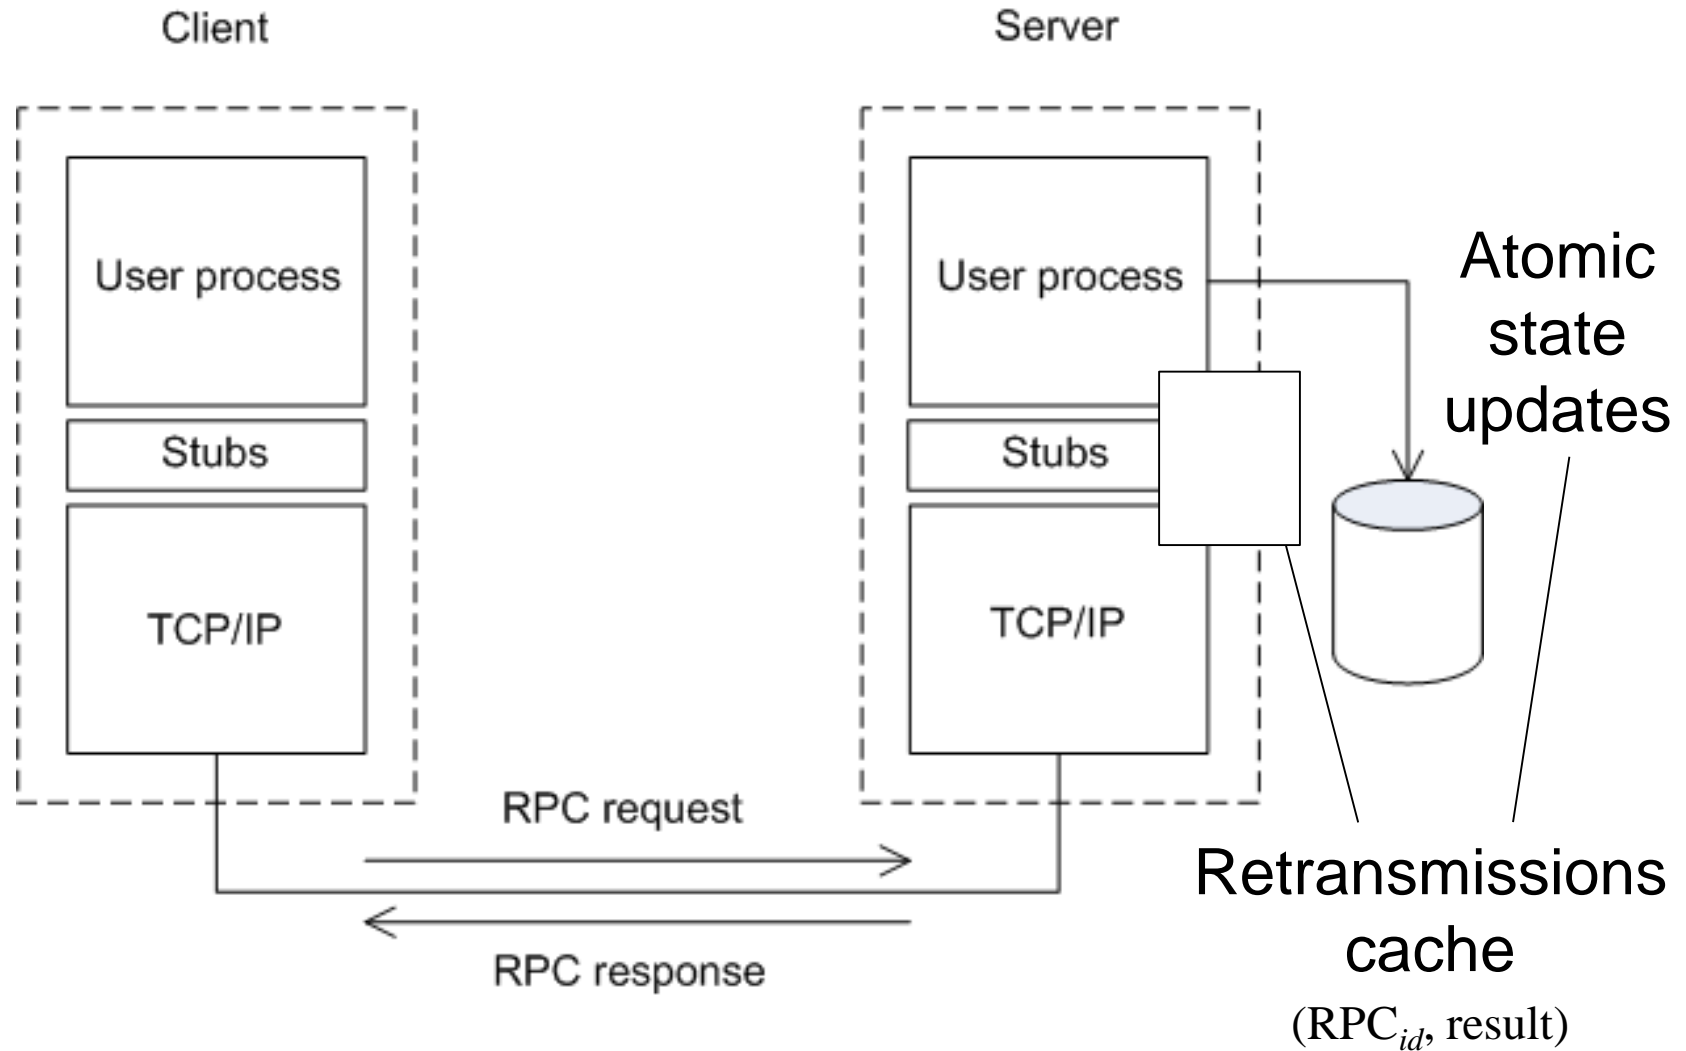 Client
Server
User process
User process
Atomic
state
updates
Stubs
Stubs
TCP/IP
TCP/IP
RPC request
RPC response
Retransmissions
cache
(RPCid, result)